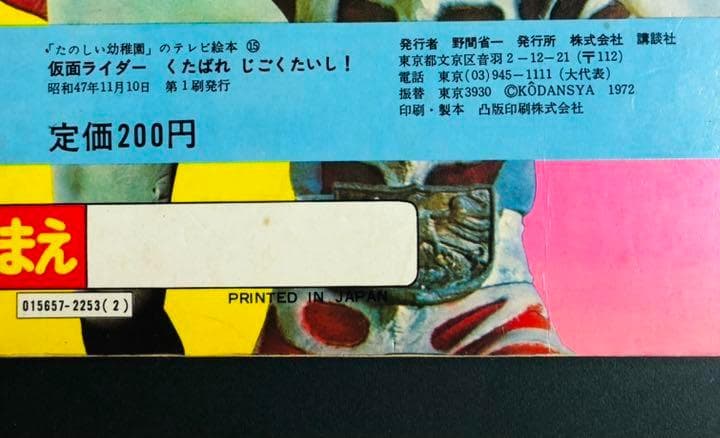 「たのしい幼稚園」のテレビ絵本 ⑮
仮面ライダー くたばれ じごくたいし!
昭和47年11月10日 第1刷発行
定価200円
発行者 野間省一 発行所 株式会社 講談社
東京都文京区音羽2-12-21(〒112)
電話 東京(03)945-1111(大代表)
振替 東京3930 ©KÔDANSYA 1972
印刷・製本 凸版印刷株式会社
まえ
015657-2253(2)
PRINTED IN JAPAN